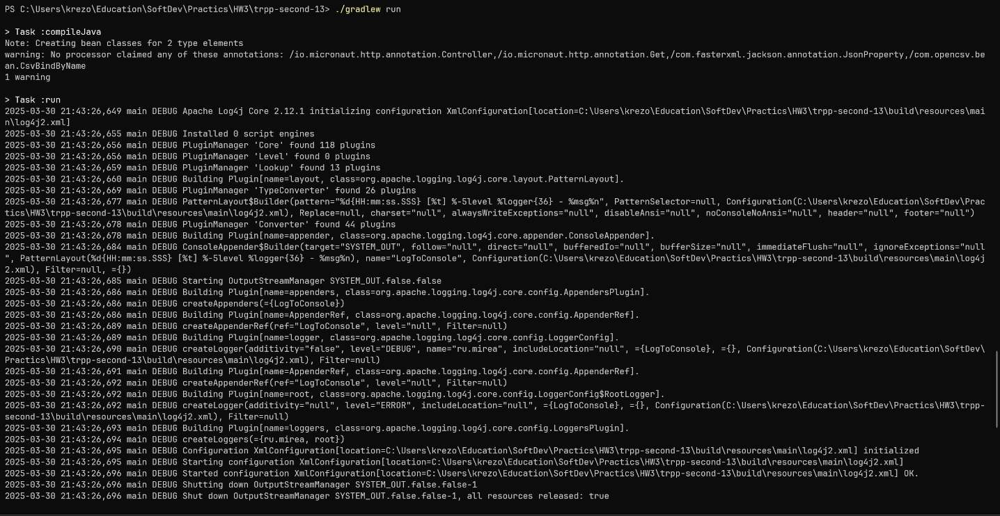 PS C:\Users\krezo\Education\SoftDev\Practics\HW3\trpp-second-13> ./gradlew run
> Task :compileJava
Note: Creating bean classes for 2 type elements
warning: No processor claimed any of these annotations: /io.micronaut.http.annotation.Controller,/io.micronaut.http.annotation.Get,/com.fasterxml.jackson.annotation.JsonProperty,/com.opencsv.be
an.CsvBindByName
1 warning
> Task :run
2025-03-30 21:43:26,649 main DEBUG Apache Log4j Core 2.12.1 initializing configuration XmlConfiguration[location=C:\Users\krezo\Education\SoftDev\Practics\HW3\trpp-second-13\build\resources\mai
n\log4j2.xml]
2025-03-30 21:43:26,655 main DEBUG Installed 0 script engines
2025-03-30 21:43:26,656 main DEBUG PluginManager 'Core' found 118 plugins
2025-03-30 21:43:26,656 main DEBUG PluginManager 'Level' found 0 plugins
2025-03-30 21:43:26,659 main DEBUG PluginManager 'Lookup' found 13 plugins
2025-03-30 21:43:26,660 main DEBUG Building Plugin[name=layout, class=org.apache.logging.log4j.core.layout.PatternLayout].
2025-03-30 21:43:26,669 main DEBUG PluginManager 'TypeConverter' found 26 plugins
2025-03-30 21:43:26,677 main DEBUG PatternLayout$Builder(pattern="%d{HH:mm:ss.SSS} [%t] %-5level %logger{36} - %msg%n", PatternSelector=null, Configuration(C:\Users\krezo\Education\SoftDev\Prac
tics\HW3\trpp-second-13\build\resources\main\log4j2.xml), Replace=null, charset="null", alwaysWriteExceptions="null", disableAnsi="null", noConsoleNoAnsi="null", header="null", footer="null")
2025-03-30 21:43:26,678 main DEBUG PluginManager 'Converter' found 44 plugins
2025-03-30 21:43:26,678 main DEBUG Building Plugin[name=appender, class=org.apache.logging.log4j.core.appender.ConsoleAppender].
2025-03-30 21:43:26,684 main DEBUG ConsoleAppender$Builder(target="SYSTEM_OUT", follow="null", direct="null", bufferedIo="null", bufferSize="null", immediateFlush="null", ignoreExceptions="null
", PatternLayout(%d{HH:mm:ss.SSS} [%t] %-5level %logger{36} - %msg%n), name="LogToConsole", Configuration(C:\Users\krezo\Education\SoftDev\Practics\HW3\trpp-second-13\build\resources\main\log4j
2.xml), Filter=null, ={})
2025-03-30 21:43:26,685 main DEBUG Starting OutputStreamManager SYSTEM_OUT.false.false
2025-03-30 21:43:26,686 main DEBUG Building Plugin[name=appenders, class=org.apache.logging.log4j.core.config.AppendersPlugin].
2025-03-30 21:43:26,686 main DEBUG createAppenders(={LogToConsole})
2025-03-30 21:43:26,686 main DEBUG Building Plugin[name=AppenderRef, class=org.apache.logging.log4j.core.config.AppenderRef].
2025-03-30 21:43:26,689 main DEBUG createAppenderRef(ref="LogToConsole", level="null", Filter=null)
2025-03-30 21:43:26,689 main DEBUG Building Plugin[name=logger, class=org.apache.logging.log4j.core.config.LoggerConfig].
2025-03-30 21:43:26,690 main DEBUG createLogger(additivity="false", level="DEBUG", name="ru.mirea", includeLocation="null", ={LogToConsole}, ={}, Configuration(C:\Users\krezo\Education\SoftDev\
Practics\HW3\trpp-second-13\build\resources\main\log4j2.xml), Filter=null)
2025-03-30 21:43:26,691 main DEBUG Building Plugin[name=AppenderRef, class=org.apache.logging.log4j.core.config.AppenderRef].
2025-03-30 21:43:26,692 main DEBUG createAppenderRef(ref="LogToConsole", level="null", Filter=null)
2025-03-30 21:43:26,692 main DEBUG Building Plugin[name=root, class=org.apache.logging.log4j.core.config.LoggerConfig$RootLogger].
2025-03-30 21:43:26,692 main DEBUG createLogger(additivity="null", level="ERROR", includeLocation="null", ={LogToConsole}, ={}, Configuration(C:\Users\krezo\Education\SoftDev\Practics\HW3\trpp-
second-13\build\resources\main\log4j2.xml), Filter=null)
2025-03-30 21:43:26,693 main DEBUG Building Plugin[name=loggers, class=org.apache.logging.log4j.core.config.LoggersPlugin].
2025-03-30 21:43:26,694 main DEBUG createLoggers(={ru.mirea, root})
2025-03-30 21:43:26,695 main DEBUG Configuration XmlConfiguration[location=C:\Users\krezo\Education\SoftDev\Practics\HW3\trpp-second-13\build\resources\main\log4j2.xml] initialized
2025-03-30 21:43:26,695 main DEBUG Starting configuration XmlConfiguration[location=C:\Users\krezo\Education\SoftDev\Practics\HW3\trpp-second-13\build\resources\main\log4j2.xml]
2025-03-30 21:43:26,696 main DEBUG Started configuration XmlConfiguration[location=C:\Users\krezo\Education\SoftDev\Practics\HW3\trpp-second-13\build\resources\main\log4j2.xml] OK.
2025-03-30 21:43:26,696 main DEBUG Shutting down OutputStreamManager SYSTEM_OUT.false.false-1
2025-03-30 21:43:26,696 main DEBUG Shut down OutputStreamManager SYSTEM_OUT.false.false-1, all resources released: true